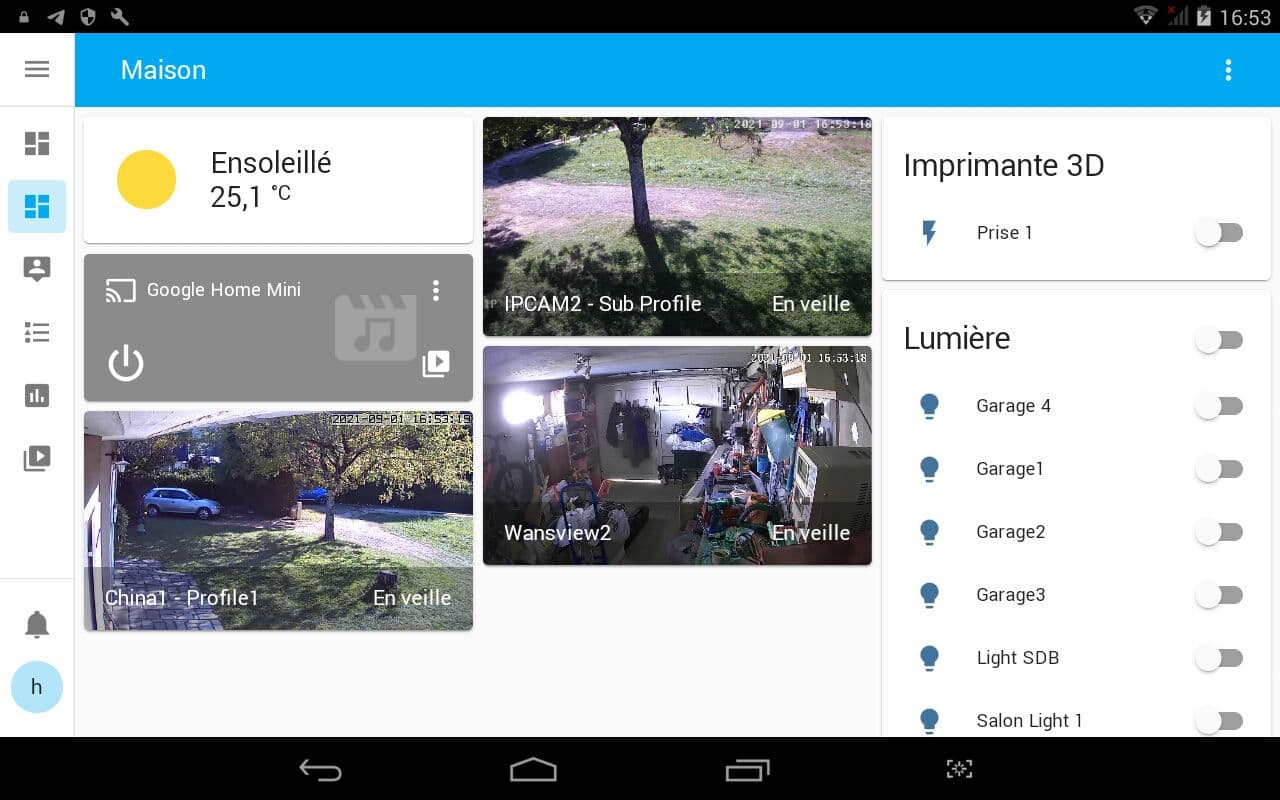 16:53
Maison
Ensoleillé
25,1 °C
Google Home Mini
2021-09-01 16:53:19
China1 - Profile1
En veille
2021-09-01 16:53:18
IPCAM2 - Sub Profile
En veille
2021-09-01 16:53:18
Wansview2
En veille
Imprimante 3D
Prise 1
Lumière
Garage 4
Garage1
Garage2
Garage3
Light SDB
Salon Light 1
h